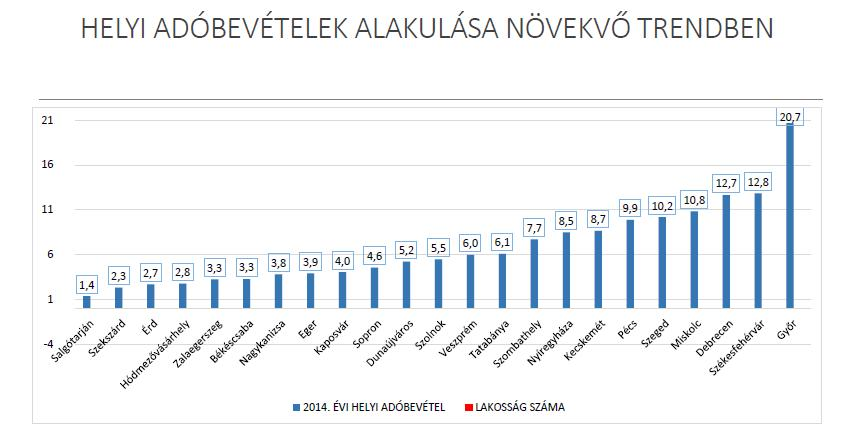 HELYI ADÓBEVÉTELEK ALAKULÁSA NÖVEKVŐ TRENDBEN
21
16
11
6
1
-4
1,4
2,3
2,7
2,8
3,3
3,3
3,8
3,9
4,0
4,6
5,2
5,5
6,0
6,1
7,7
8,5
8,7
9,9
10,2
10,8
12,7
12,8
20,7
Salgótarján
Szekszárd
Érd
Hódmezővásárhely
Zalaegerszeg
Békéscsaba
Nagykanizsa
Eger
Kaposvár
Sopron
Dunaújváros
Szolnok
Veszprém
Tatabánya
Szombathely
Nyíregyháza
Kecskemét
Pécs
Szeged
Miskolc
Debrecen
Székesfehérvár
Győr
2014. ÉVI HELYI ADÓBEVÉTEL
LAKOSSÁG SZÁMA